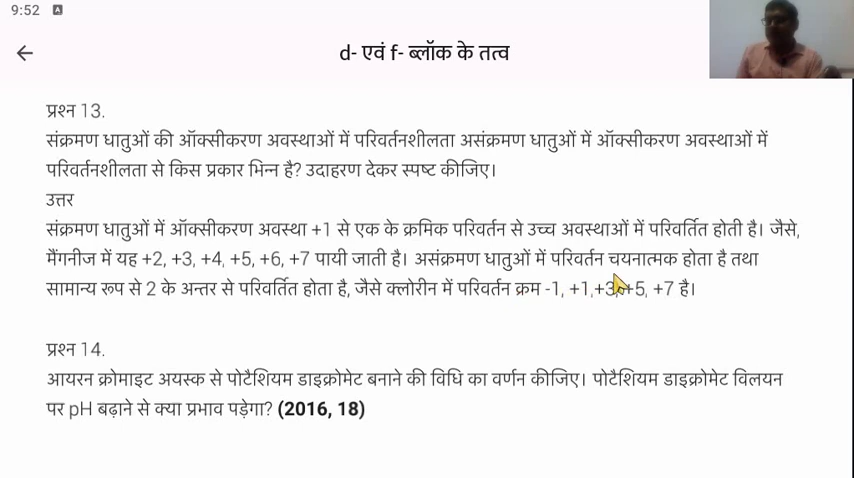 9:52 A
d- एवं f- ब्लॉक के तत्व
प्रश्न 13.
संक्रमण धातुओं की ऑक्सीकरण अवस्थाओं में परिवर्तनशीलता असंक्रमण धातुओं में ऑक्सीकरण अवस्थाओं में
परिवर्तनशीलता से किस प्रकार भिन्न है? उदाहरण देकर स्पष्ट कीजिए।
उत्तर
संक्रमण धातुओं में ऑक्सीकरण अवस्था +1 से एक के क्रमिक परिवर्तन से उच्च अवस्थाओं में परिवर्तित होती है। जैसे,
मैंगनीज में यह +2, +3, +4, +5, +6, +7 पायी जाती है। असंक्रमण धातुओं में परिवर्तन चयनात्मक होता है तथा
सामान्य रूप से 2 के अन्तर से परिवर्तित होता है, जैसे क्लोरीन में परिवर्तन क्रम -1, +1,+3, +5, +7 है।
प्रश्न 14.
आयरन क्रोमाइट अयस्क से पोटैशियम डाइक्रोमेट बनाने की विधि का वर्णन कीजिए। पोटैशियम डाइक्रोमेट विलयन
पर pH बढ़ाने से क्या प्रभाव पड़ेगा? (2016, 18)